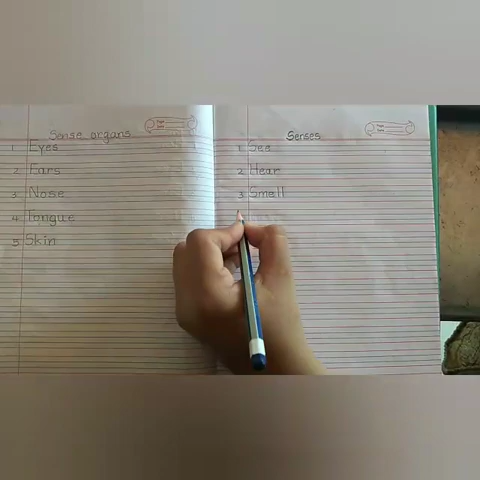 Sense organs
1 Eyes
2 Ears
3 Nose
4 Tongue
5 Skin
Senses
1 See
2 Hear
3 Smell